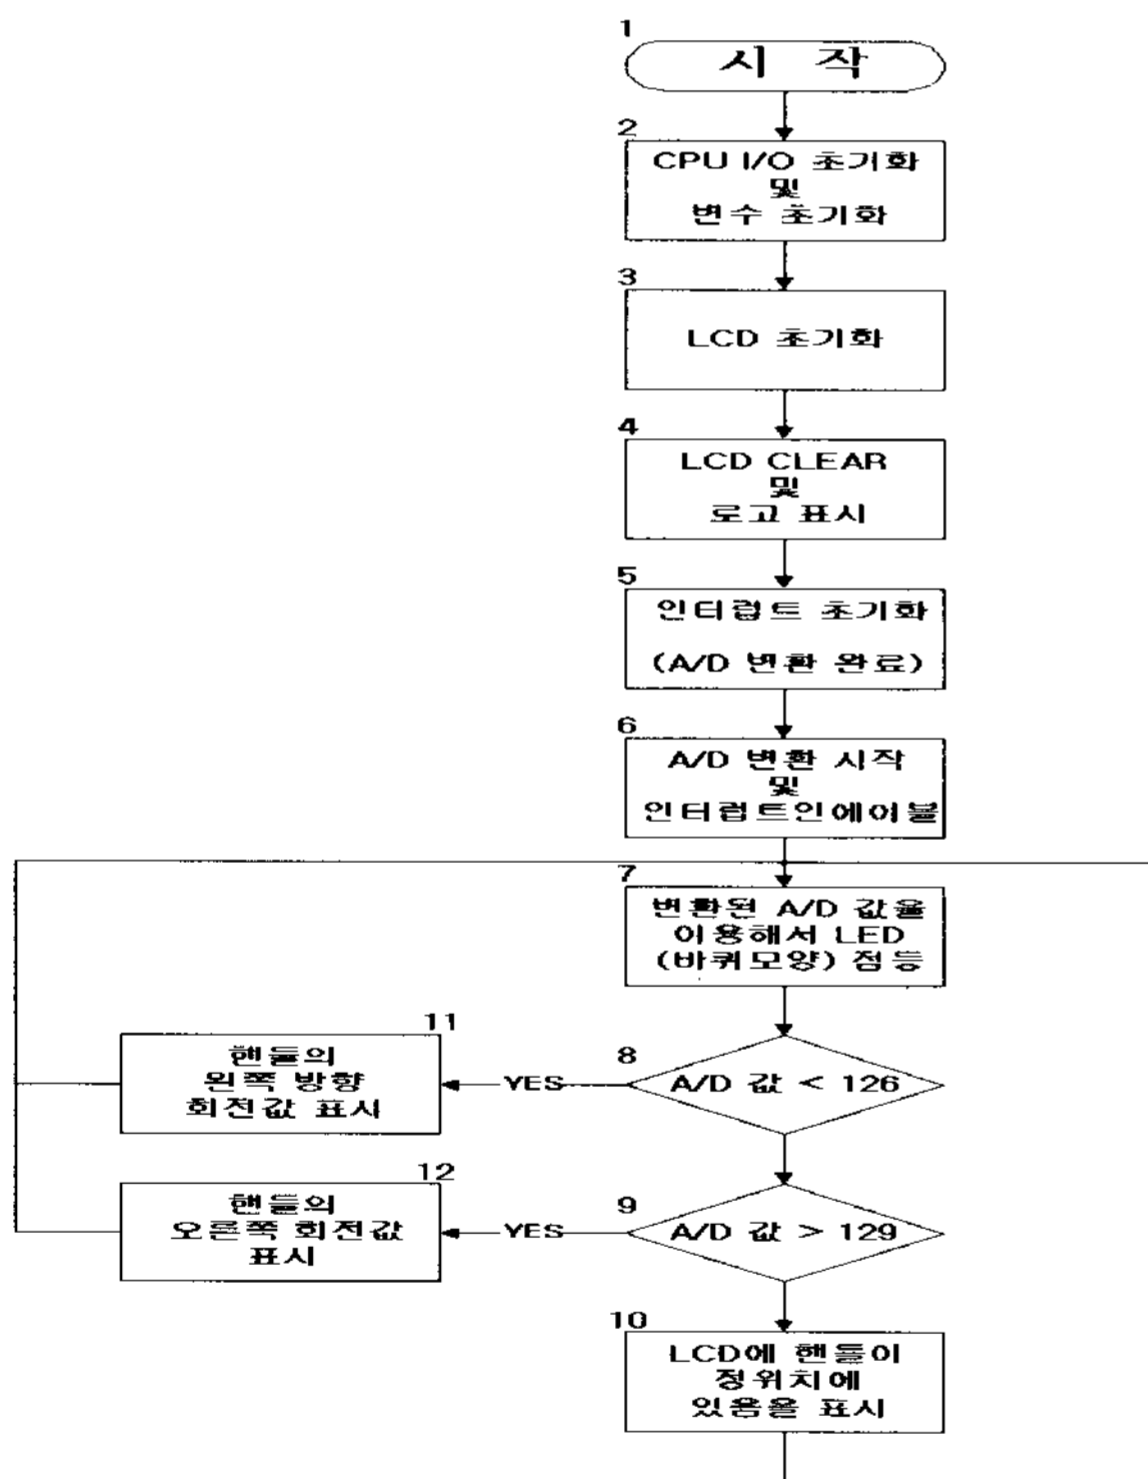 1
시 작
2
CPU I/O 초기화
및
변수 초기화
3
LCD 초기화
4
LCD CLEAR
및
로고 표시
5
인터럽트 초기화
(A/D 변환 완료)
6
A/D 변환 시작
및
인터럽트인에이블
7
변환된 A/D 값을
이용해서 LED
(바퀴모양) 점등
8
A/D 값 < 126
YES
11
핸들의
왼쪽 방향
회전값 표시
9
A/D 값 > 129
YES
12
핸들의
오른쪽 회전값
표시
10
LCD에 핸들이
정위치에
있음을 표시